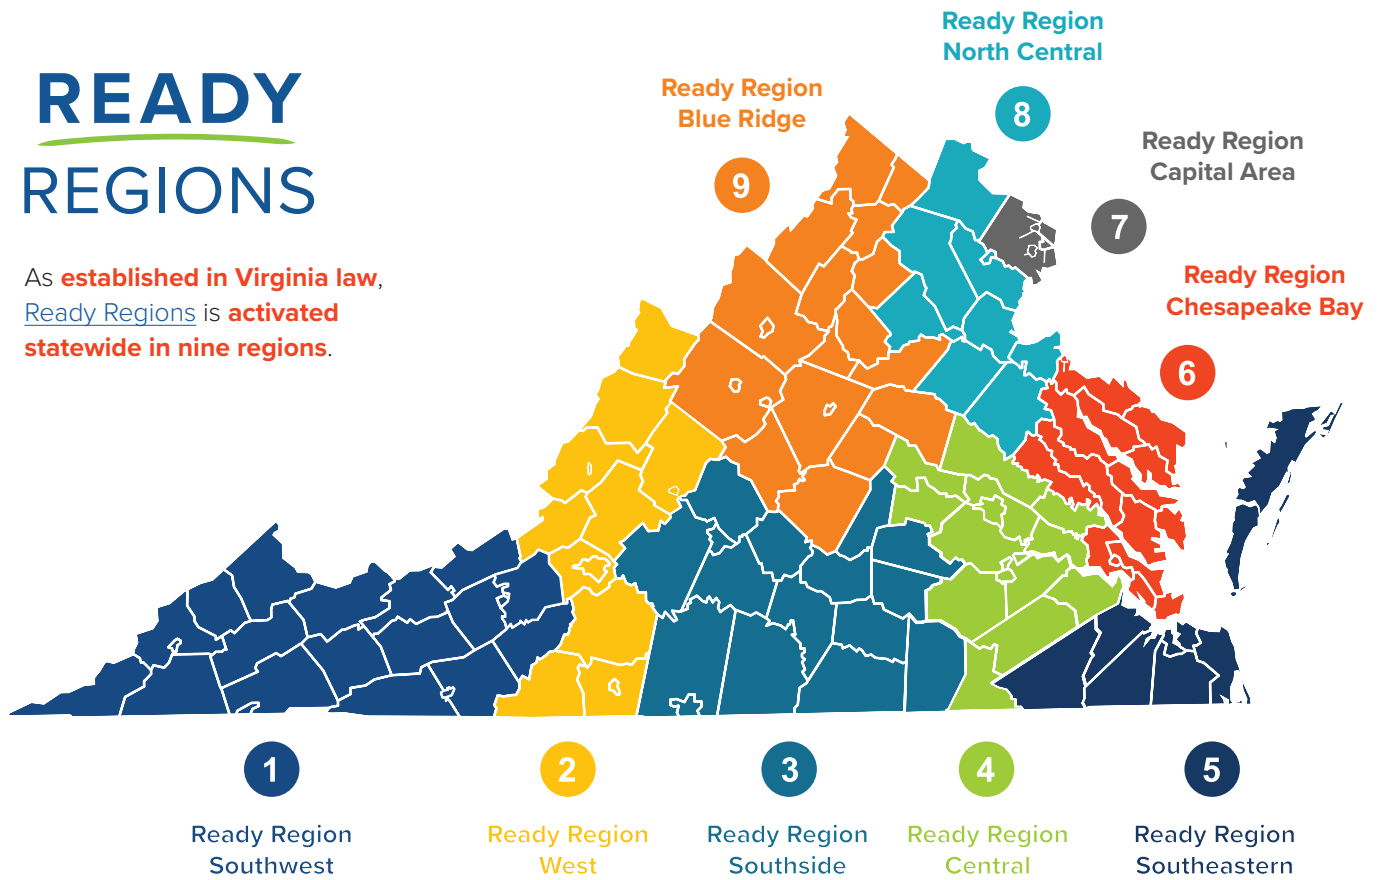 READY
REGIONS
As established in Virginia law,
Ready Regions is activated
statewide in nine regions.
Ready Region
North Central
8
Ready Region
Blue Ridge
9
Ready Region
Capital Area
7
Ready Region
Chesapeake Bay
6
1
Ready Region
Southwest
2
Ready Region
West
3
Ready Region
Southside
4
Ready Region
Central
5
Ready Region
Southeastern